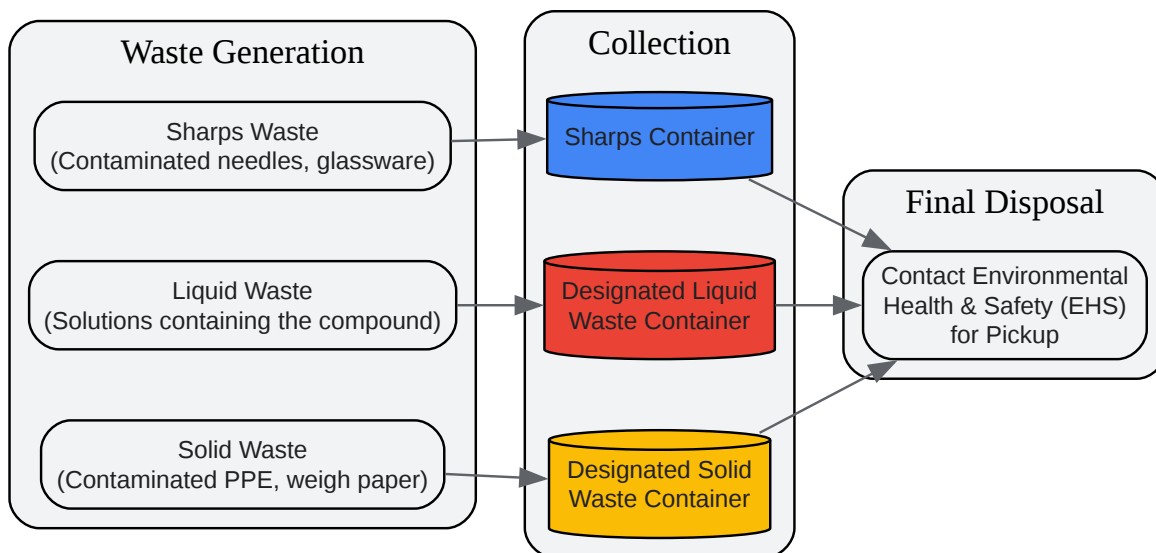 Waste Generation
Sharps Waste
(Contaminated needles, glassware)
Liquid Waste
(Solutions containing the compound)
Solid Waste
(Contaminated PPE, weigh paper)
Collection
Sharps Container
Designated Liquid
Waste Container
Designated Solid
Waste Container
Final Disposal
Contact Environmental
Health & Safety (EHS)
for Pickup